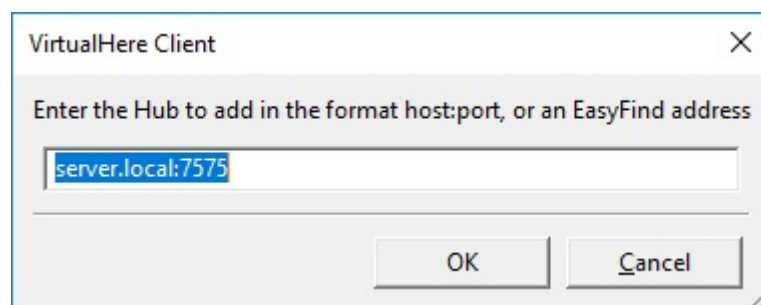 VirtualHere Client
Enter the Hub to add in the format host:port, or an EasyFind address
server.local:7575
OK
Cancel